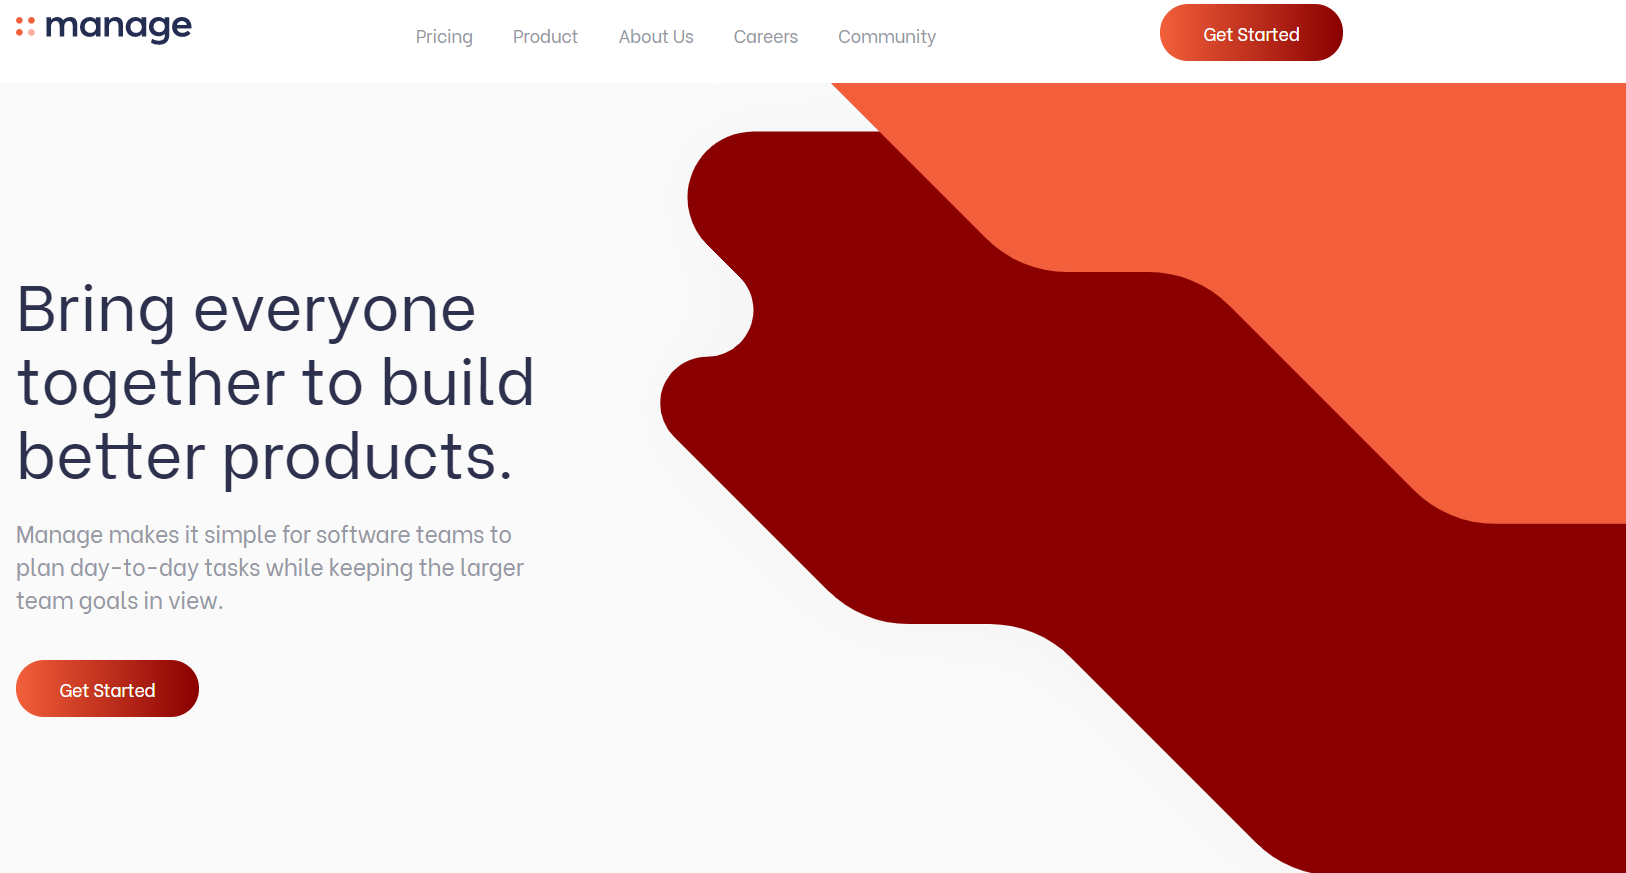 manage
Pricing Product About Us Careers Community
Get Started
Bring everyone
together to build
better products.
Manage makes it simple for software teams to
plan day-to-day tasks while keeping the larger
team goals in view.
Get Started